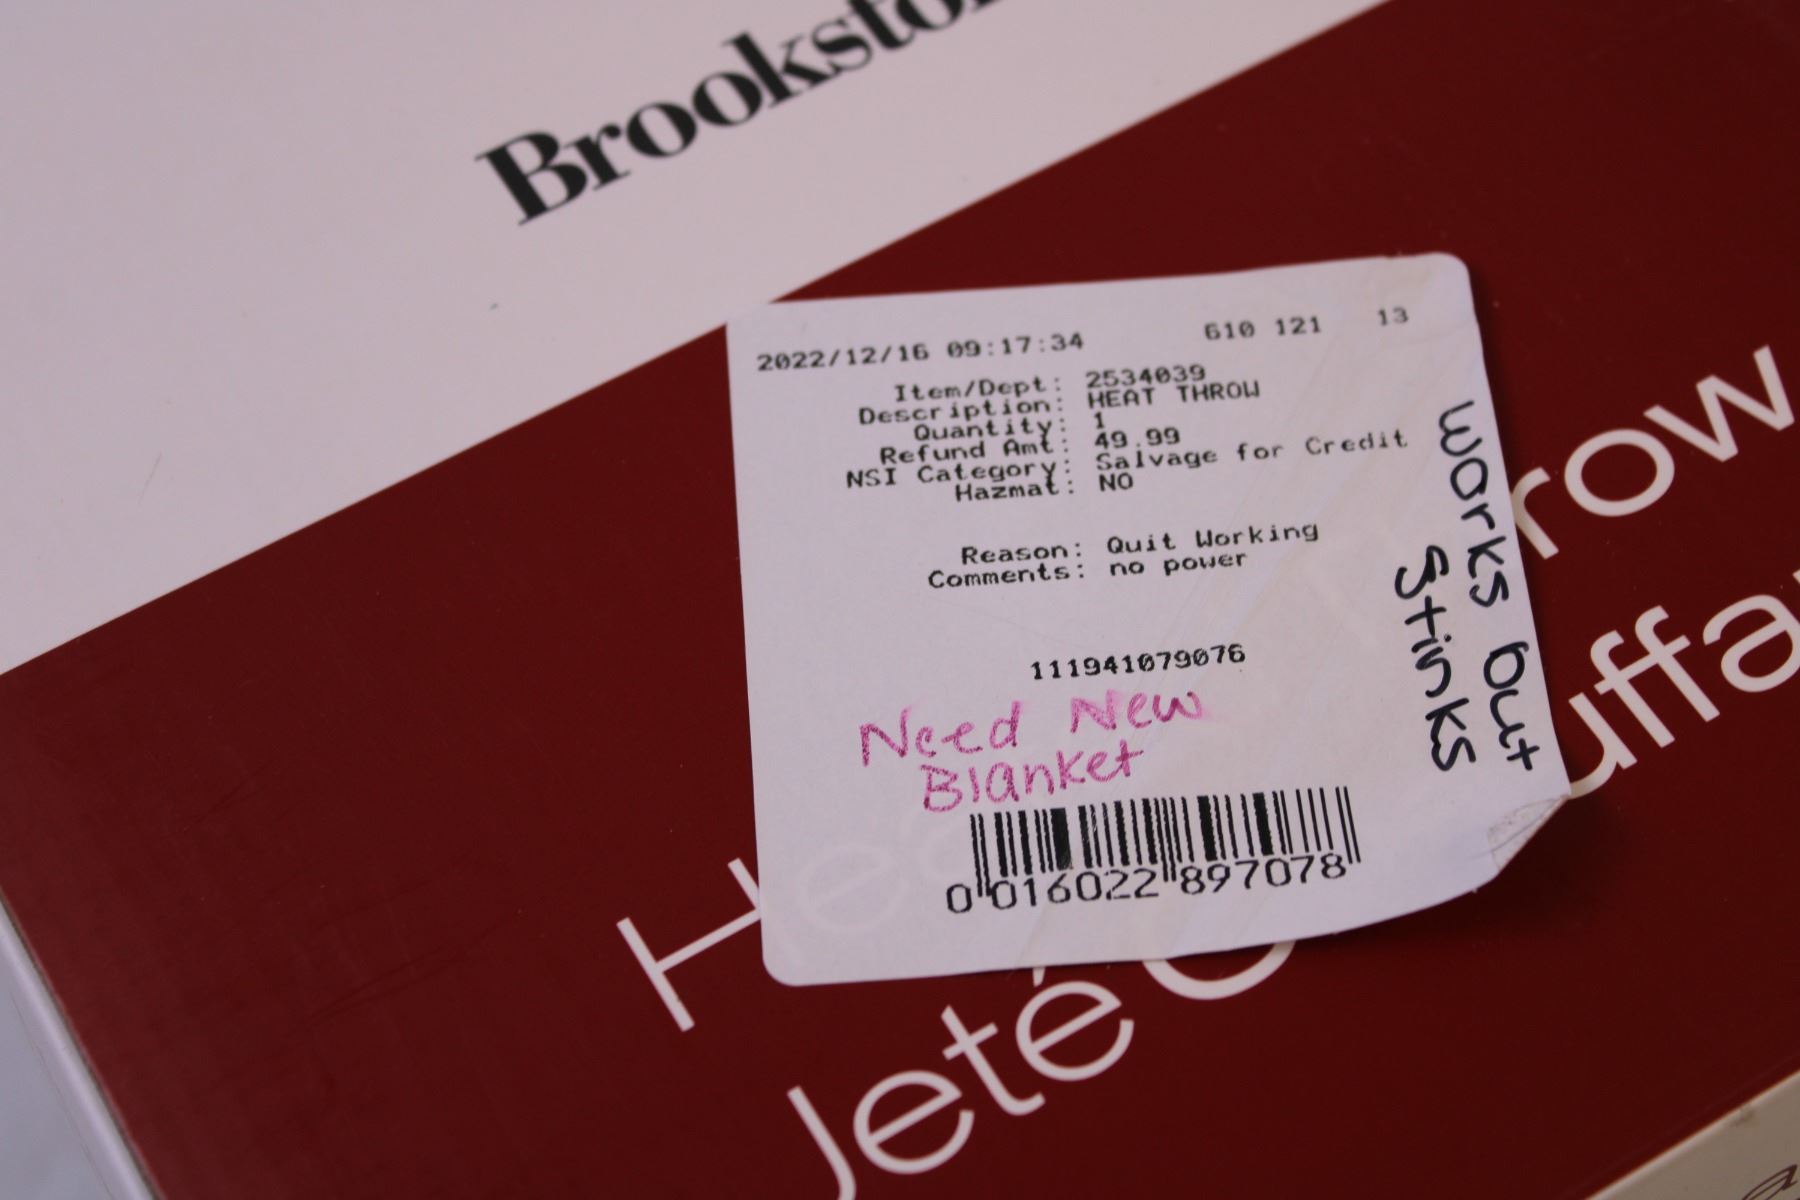 Brooksto
2022/12/16 09:17:34 610 121 13
Item/Dept: 2534039
Description: HEAT THROW
Quantity: 1
Refund Amt: 49.99
NSI Category: Salvage for Credit
Hazmat: NO
Reason: Quit Working
Comments: no power
111941079076
Need New
Blanket
0 016022 897078
works but
stinks
Hea row
Jeté C uffa